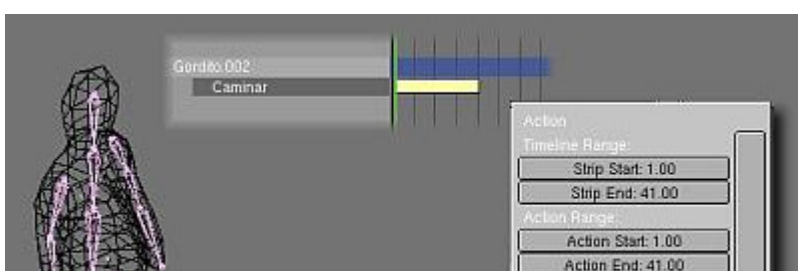 Gordito.002
Caminar
Action
Timeline Range:
Strip Start: 1.00
Strip End: 41.00
Action Range:
Action Start: 1.00
Action End: 41.00